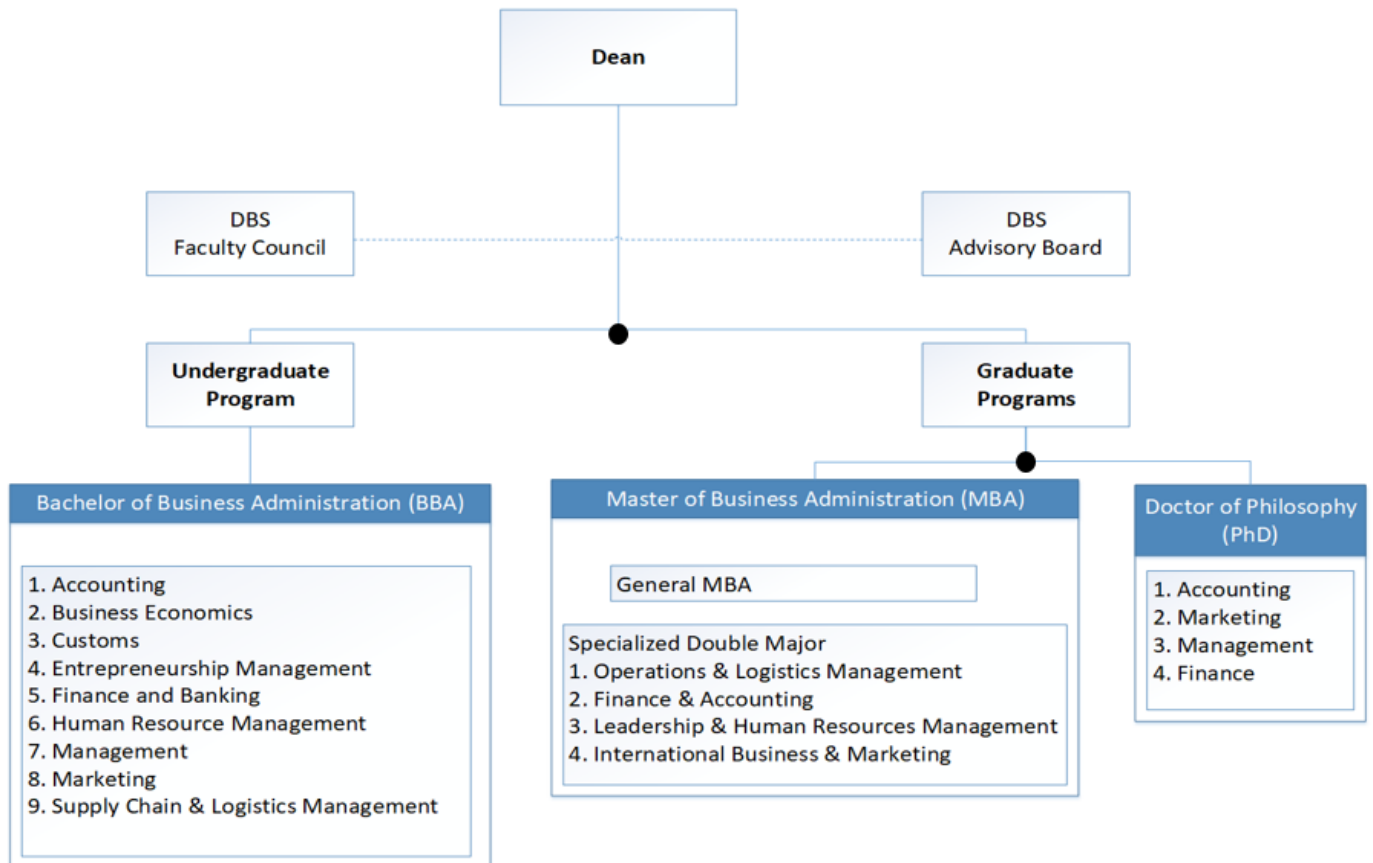 Dean
DBS
Faculty Council
DBS
Advisory Board
Undergraduate
Program
Graduate
Programs
Bachelor of Business Administration (BBA)
1. Accounting
2. Business Economics
3. Customs
4. Entrepreneurship Management
5. Finance and Banking
6. Human Resource Management
7. Management
8. Marketing
9. Supply Chain & Logistics Management
Master of Business Administration (MBA)
General MBA
Specialized Double Major
1. Operations & Logistics Management
2. Finance & Accounting
3. Leadership & Human Resources Management
4. International Business & Marketing
Doctor of Philosophy
(PhD)
1. Accounting
2. Marketing
3. Management
4. Finance